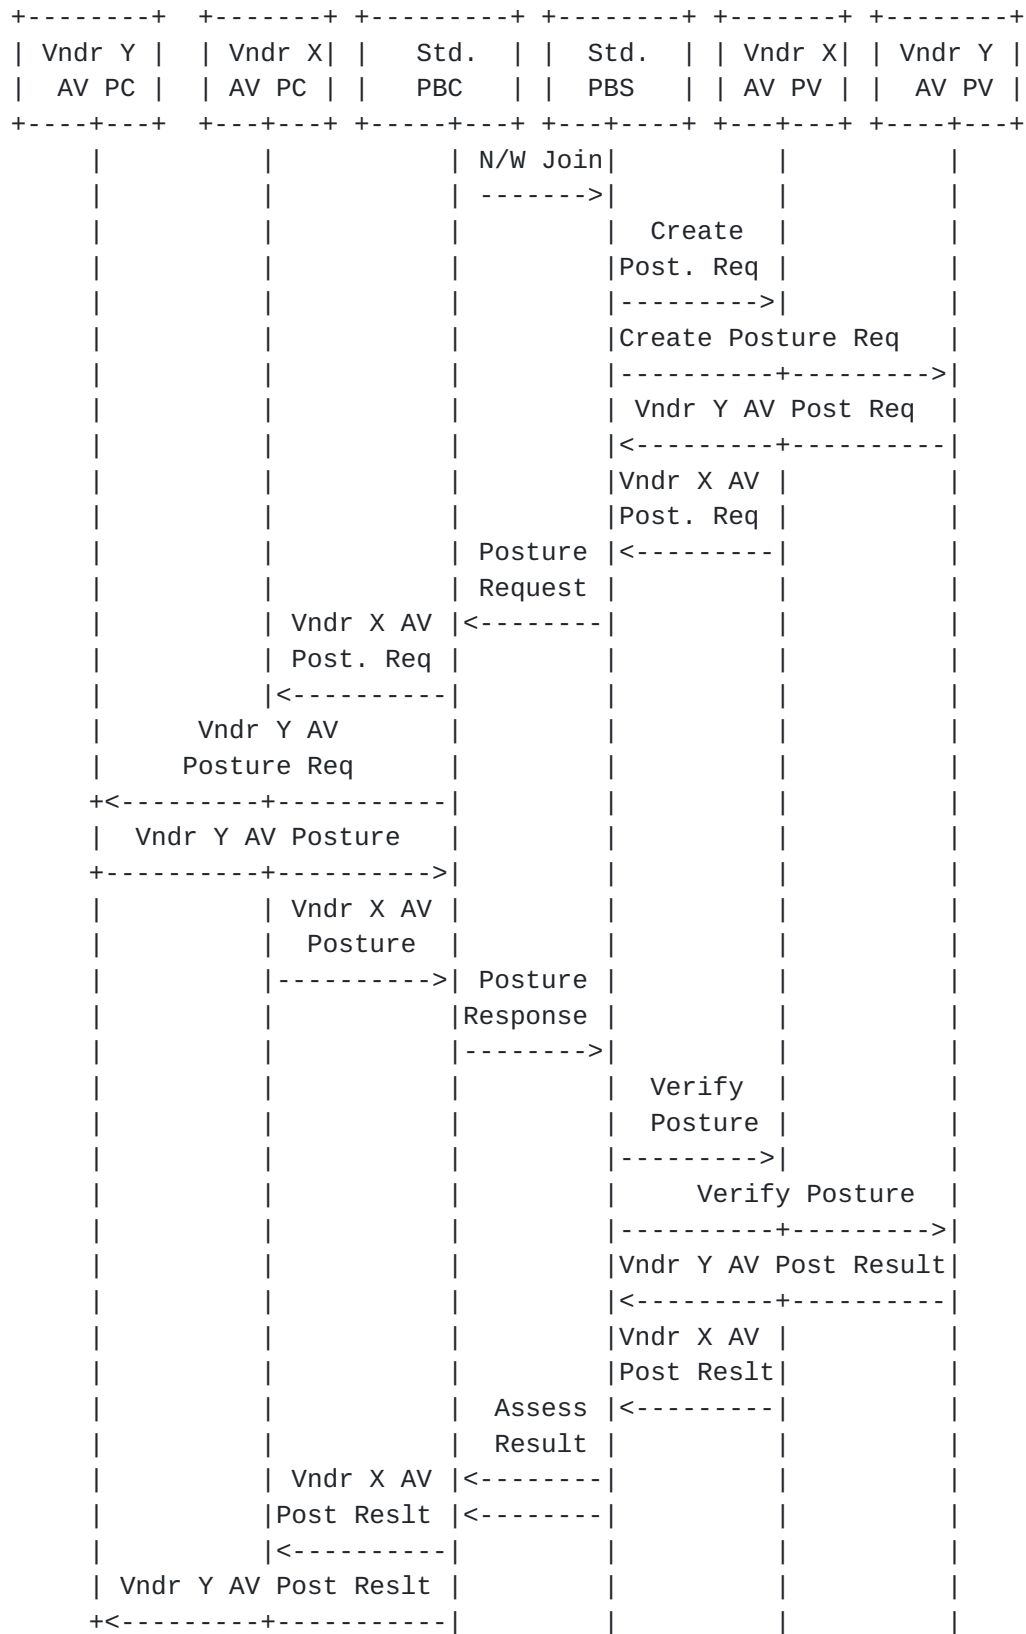 +--------+  +-------+ +---------+ +--------+ +-------+ +--------+
| Vndr Y |  | Vndr X| |   Std.  | |  Std.  | | Vndr X| | Vndr Y |
|  AV PC |  | AV PC | |   PBC   | |  PBS   | | AV PV | |  AV PV |
+----+---+  +---+---+ +-----+---+ +---+----+ +---+---+ +----+---+
     |          |           | N/W Join|          |          |
     |          |           | ------->|          |          |
     |          |           |         |  Create  |          |
     |          |           |         |Post. Req |          |
     |          |           |         |--------->|          |
     |          |           |         |Create Posture Req   |
     |          |           |         |----------+--------->|
     |          |           |         | Vndr Y AV Post Req  |
     |          |           |         |<---------+----------|
     |          |           |         |Vndr X AV |          |
     |          |           |         |Post. Req |          |
     |          |           | Posture |<---------|          |
     |          |           | Request |          |          |
     |          | Vndr X AV |<--------|          |          |
     |          | Post. Req |         |          |          |
     |          |<----------|         |          |          |
     |      Vndr Y AV       |         |          |          |
     |     Posture Req      |         |          |          |
     +<---------+-----------|         |          |          |
     |  Vndr Y AV Posture   |         |          |          |
     +----------+---------->|         |          |          |
     |          | Vndr X AV |         |          |          |
     |          |  Posture  |         |          |          |
     |          |---------->| Posture |          |          |
     |          |           |Response |          |          |
     |          |           |-------->|          |          |
     |          |           |         |  Verify  |          |
     |          |           |         |  Posture |          |
     |          |           |         |--------->|          |
     |          |           |         |     Verify Posture  |
     |          |           |         |----------+--------->|
     |          |           |         |Vndr Y AV Post Result|
     |          |           |         |<---------+----------|
     |          |           |         |Vndr X AV |          |
     |          |           |         |Post Reslt|          |
     |          |           |  Assess |<---------|          |
     |          |           |  Result |          |          |
     |          | Vndr X AV |<--------|          |          |
     |          |Post Reslt |<--------|          |          |
     |          |<----------|         |          |          |
     | Vndr Y AV Post Reslt |         |          |          |
     +<---------+-----------|         |          |          |